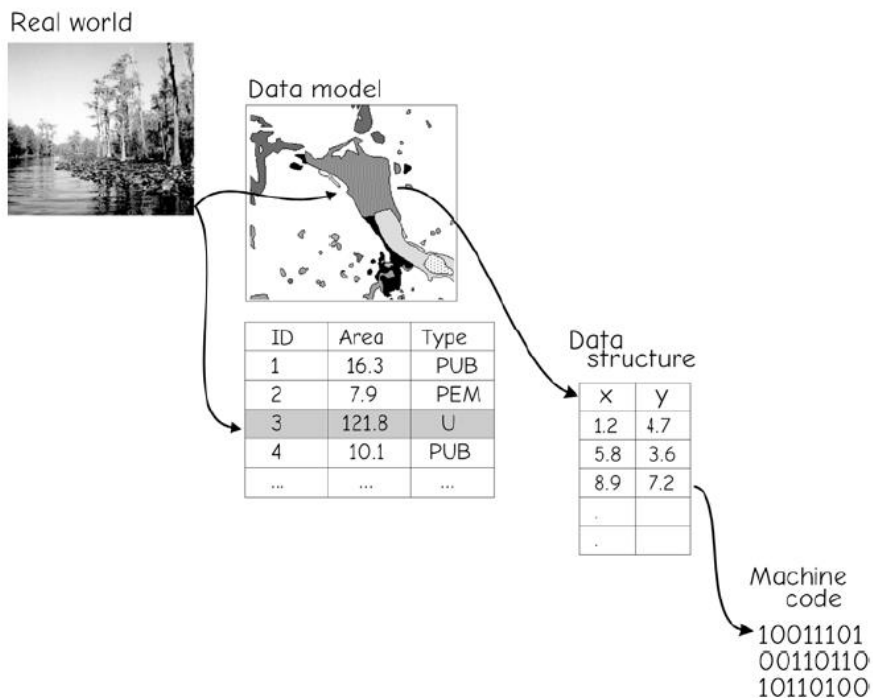 Real world
Data model
ID Area Type
1 16.3 PUB
2 7.9 PEM
3 121.8 U
4 10.1 PUB
... ... ...
Data
structure
x y
1.2 4.7
5.8 3.6
8.9 7.2
.
.
Machine
code
10011101
00110110
10110100